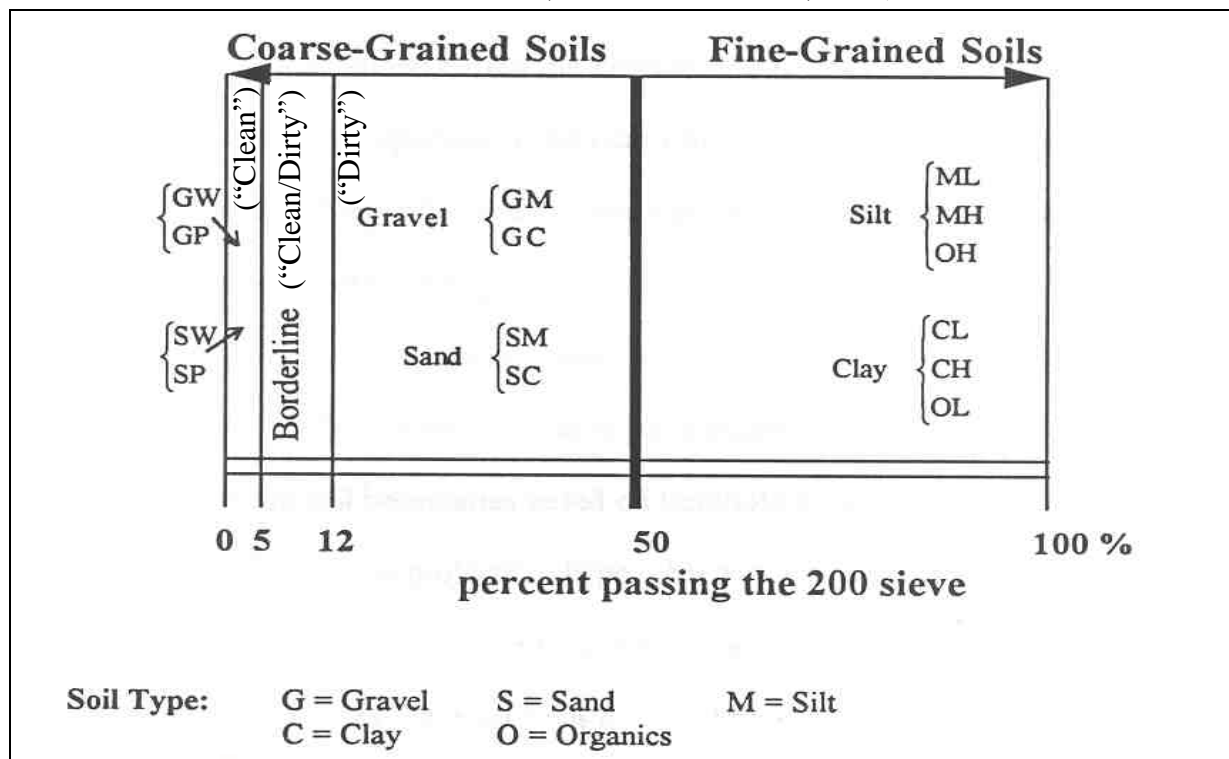 Coarse-Grained Soils Fine-Grained Soils
(“Clean”)
Borderline (“Clean/Dirty”)
(“Dirty”)
GW
GP
Gravel GM
GC
Silt ML
MH
OH
SW
SP
Sand SM
SC
Clay CL
CH
OL
0 5 12 50 100 %
percent passing the 200 sieve
Soil Type: G = Gravel S = Sand M = Silt
C = Clay O = Organics